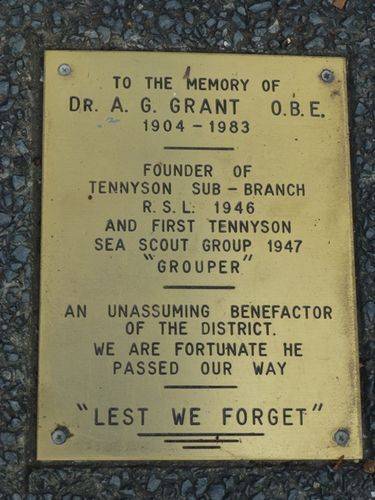 TO THE MEMORY OF
DR. A. G. GRANT O.B.E.
1904 - 1983
FOUNDER OF
TENNYSON SUB - BRANCH
R.S.L. 1946
AND FIRST TENNYSON
SEA SCOUT GROUP 1947
"GROUPER"
AN UNASSUMING BENEFACTOR
OF THE DISTRICT.
WE ARE FORTUNATE HE
PASSED OUR WAY
"LEST WE FORGET"